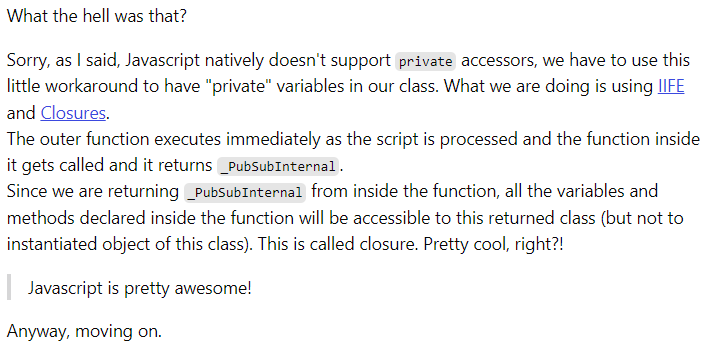 What the hell was that?
Sorry, as I said, Javascript natively doesn't support private accessors, we have to use this
little workaround to have "private" variables in our class. What we are doing is using IIFE
and Closures.
The outer function executes immediately as the script is processed and the function inside
it gets called and it returns _PubSubInternal.
Since we are returning _PubSubInternal from inside the function, all the variables and
methods declared inside the function will be accessible to this returned class (but not to
instantiated object of this class). This is called closure. Pretty cool, right?!
Javascript is pretty awesome!
Anyway, moving on.